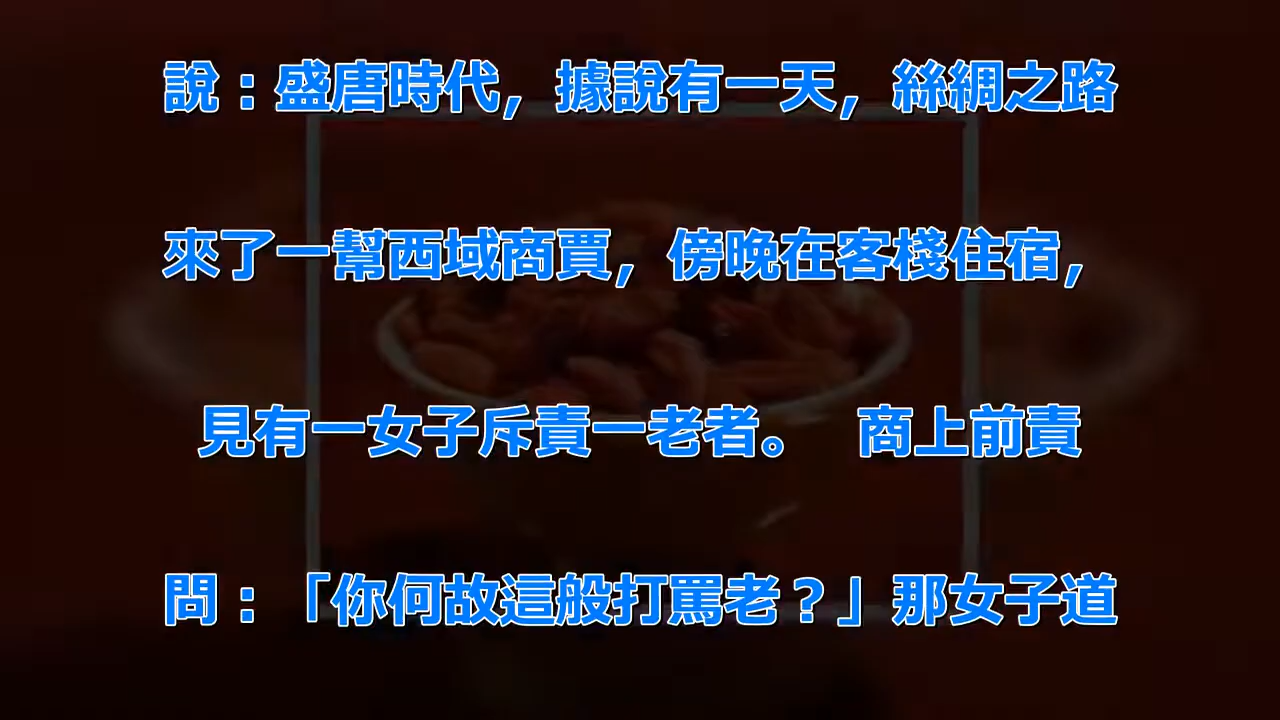 說：盛唐時代，據說有一天，絲綢之路
來了一幫西域商賈，傍晚在客棧住宿，
見有一女子斥責一老者。 商上前責
問：「你何故這般打罵老？」那女子道